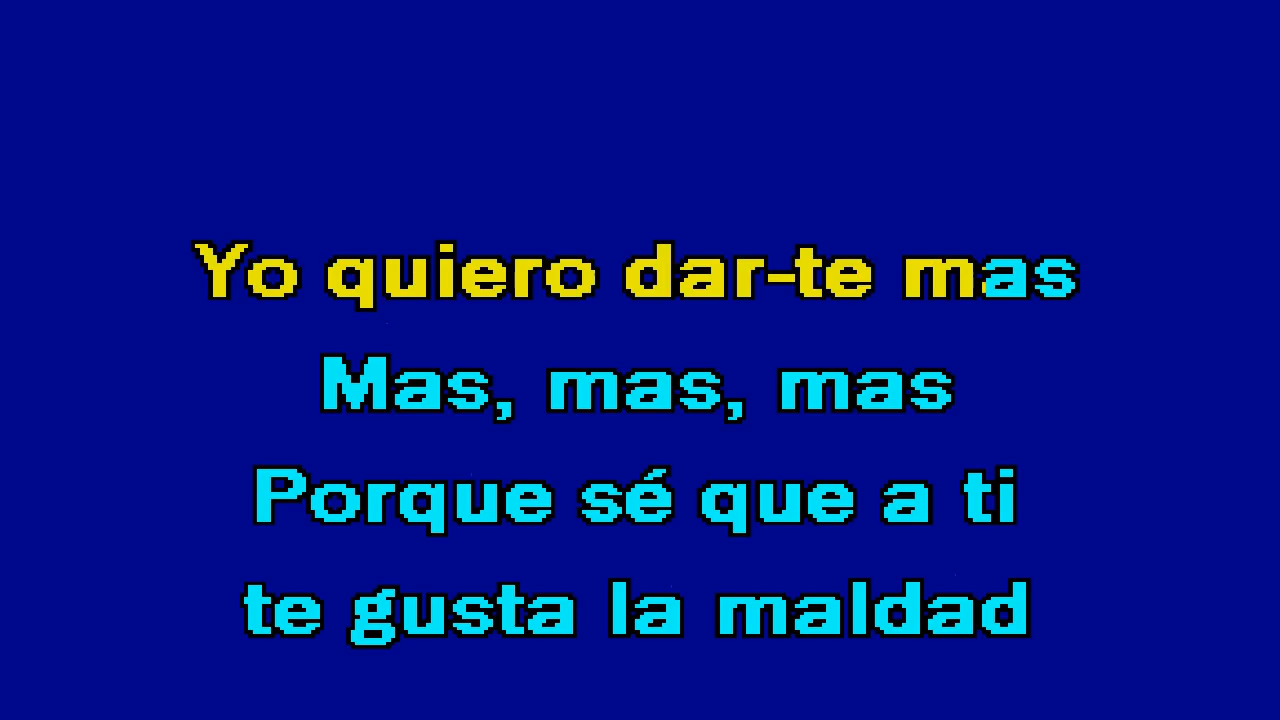 Yo quiero dar-te mas
Mas, mas, mas
Porque sé que a ti
te gusta la maldad